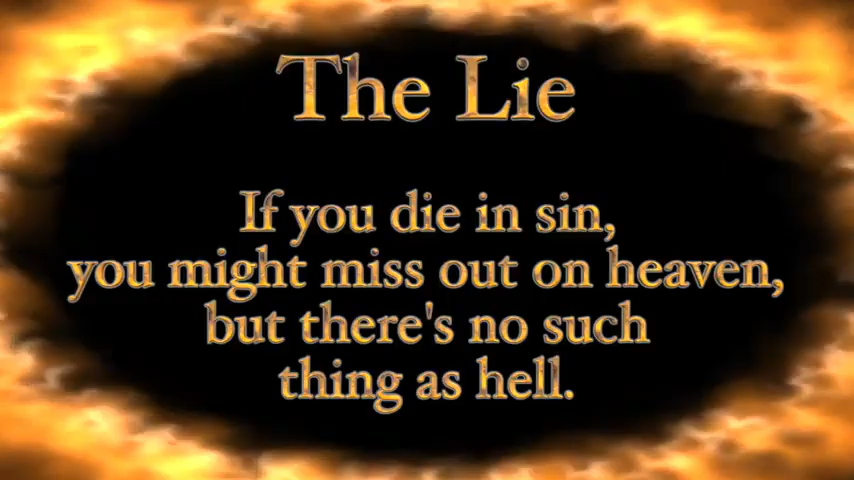 The Lie
If you die in sin,
you might miss out on heaven,
but there's no such
thing as hell.